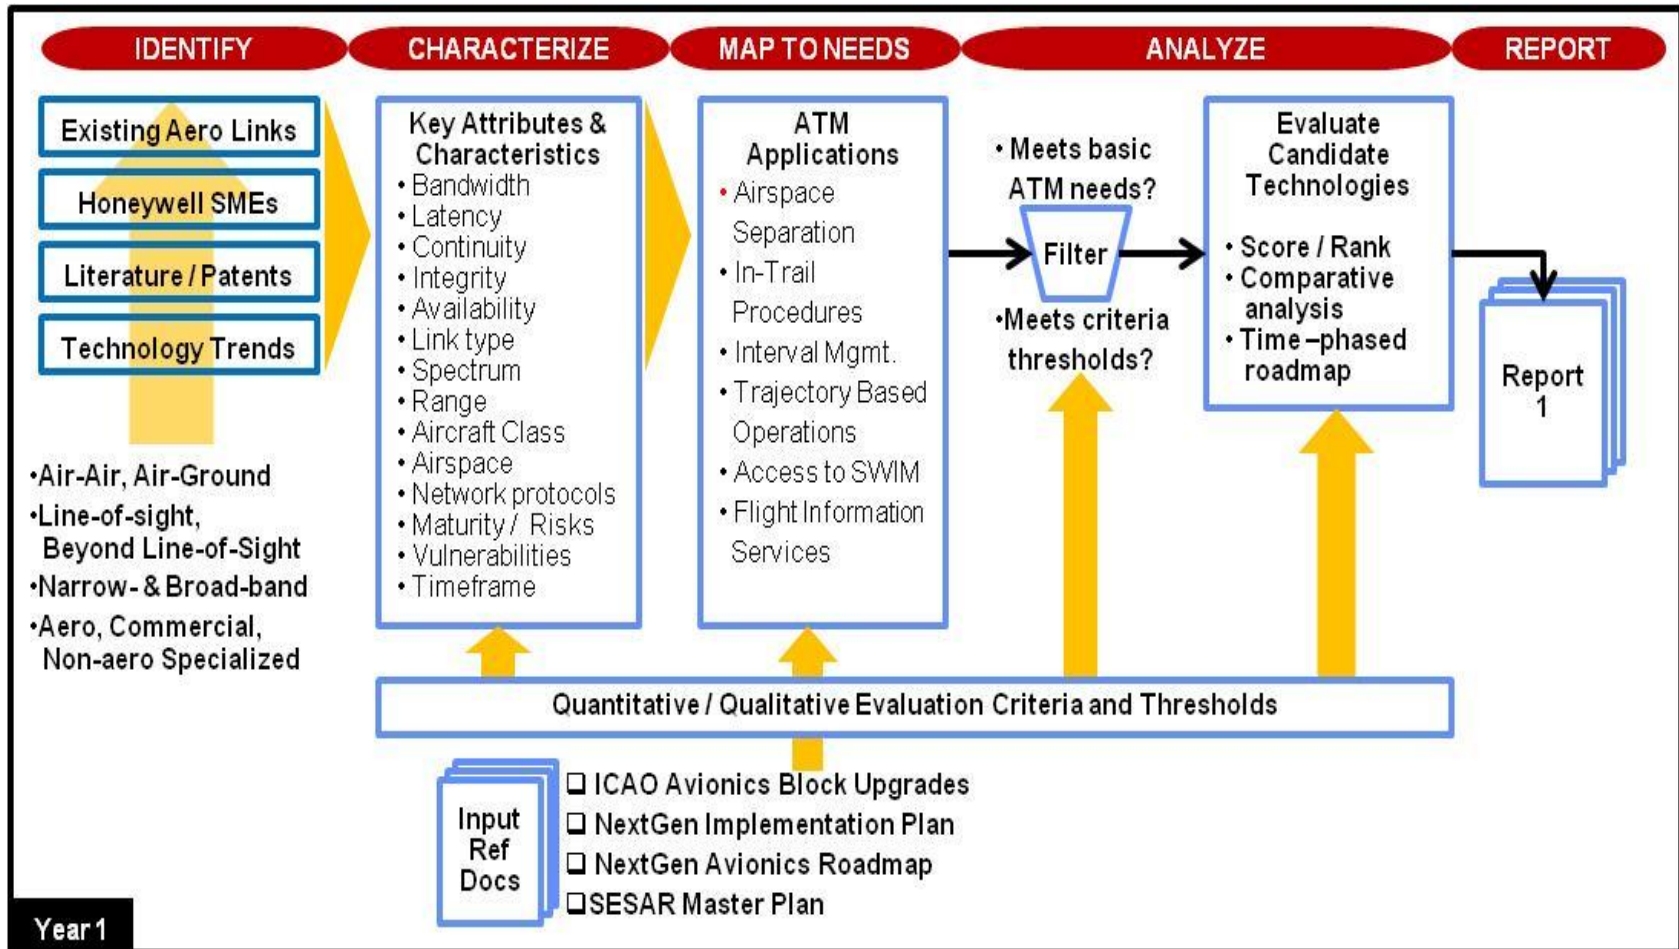 IDENTIFY
CHARACTERIZE
MAP TO NEEDS
ANALYZE
REPORT
Existing Aero Links
Honeywell SMEs
Literature / Patents
Technology Trends
•Air-Air, Air-Ground
•Line-of-sight,
Beyond Line-of-Sight
•Narrow- & Broad-band
•Aero, Commercial,
Non-aero Specialized
Key Attributes &
Characteristics
• Bandwidth
• Latency
• Continuity
• Integrity
• Availability
• Link type
• Spectrum
• Range
• Aircraft Class
• Airspace
• Network protocols
• Maturity / Risks
• Vulnerabilities
• Timeframe
ATM
Applications
• Airspace
Separation
• In-Trail
Procedures
• Interval Mgmt.
• Trajectory Based
Operations
• Access to SWIM
• Flight Information
Services
• Meets basic
ATM needs?
Filter
•Meets criteria
thresholds?
Evaluate
Candidate
Technologies
• Score / Rank
• Comparative
analysis
• Time –phased
roadmap
Report
1
Quantitative / Qualitative Evaluation Criteria and Thresholds
Input
Ref
Docs
❑ ICAO Avionics Block Upgrades
❑ NextGen Implementation Plan
❑ NextGen Avionics Roadmap
❑SESAR Master Plan
Year 1